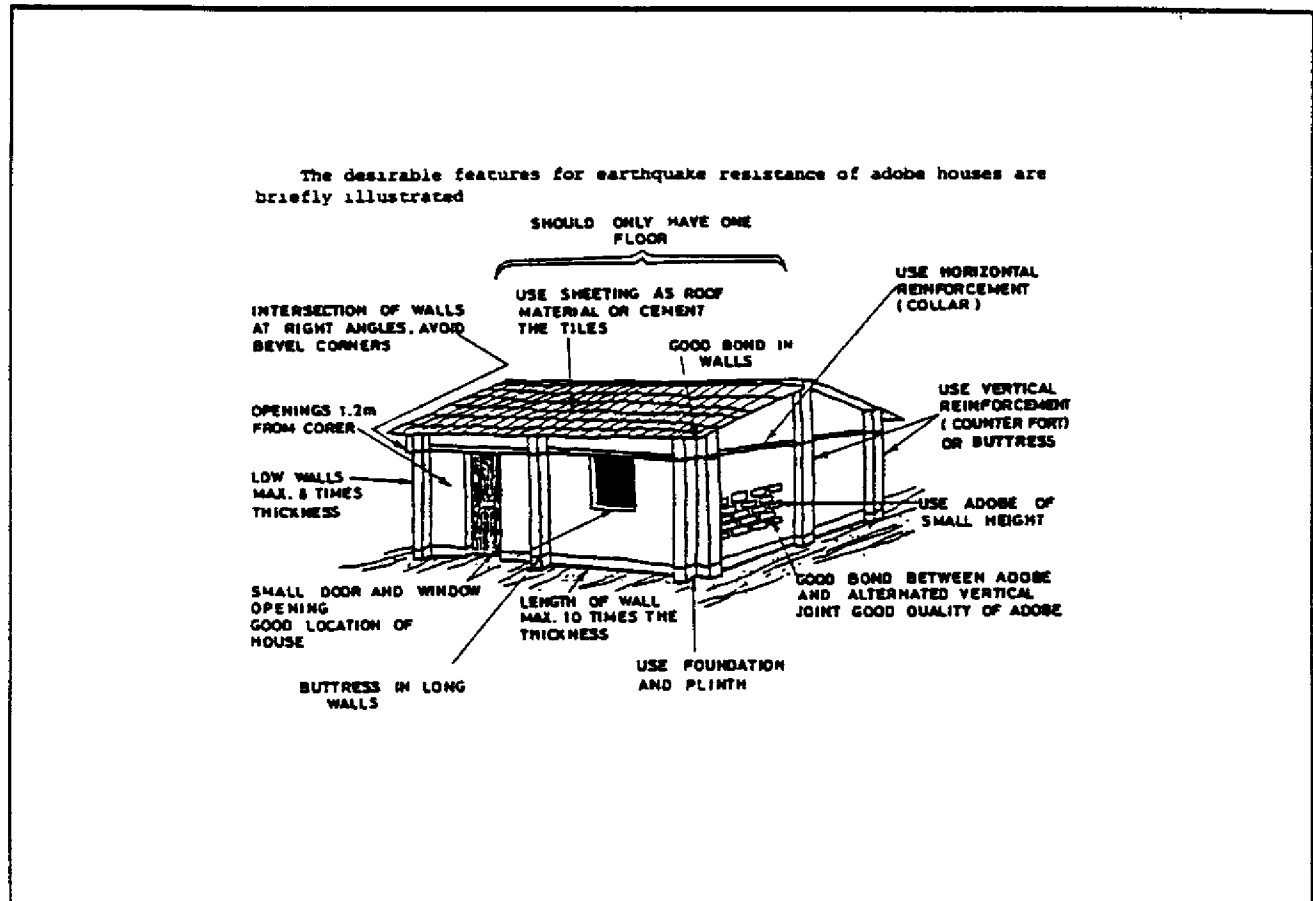 The desirable features for earthquake resistance of adobe houses are
briefly illustrated
SHOULD ONLY HAVE ONE
FLOOR
USE SHEETING AS ROOF
MATERIAL OR CEMENT
THE TILES
USE HORIZONTAL
REINFORCEMENT
(COLLAR)
INTERSECTION OF WALLS
AT RIGHT ANGLES, AVOID
BEVEL CORNERS
GOOD BOND IN
WALLS
OPENINGS 1.2m
FROM CORER
USE VERTICAL
REINFORCEMENT
(COUNTER FORT)
OR BUTTRESS
LOW WALLS
MAX. 8 TIMES
THICKNESS
USE ADOBE OF
SMALL HEIGHT
SMALL DOOR AND WINDOW
OPENING
GOOD LOCATION OF
HOUSE
LENGTH OF WALL
MAX. 10 TIMES THE
THICKNESS
GOOD BOND BETWEEN ADOBE
AND ALTERNATED VERTICAL
JOINT GOOD QUALITY OF ADOBE
BUTTRESS IN LONG
WALLS
USE FOUNDATION
AND PLINTH